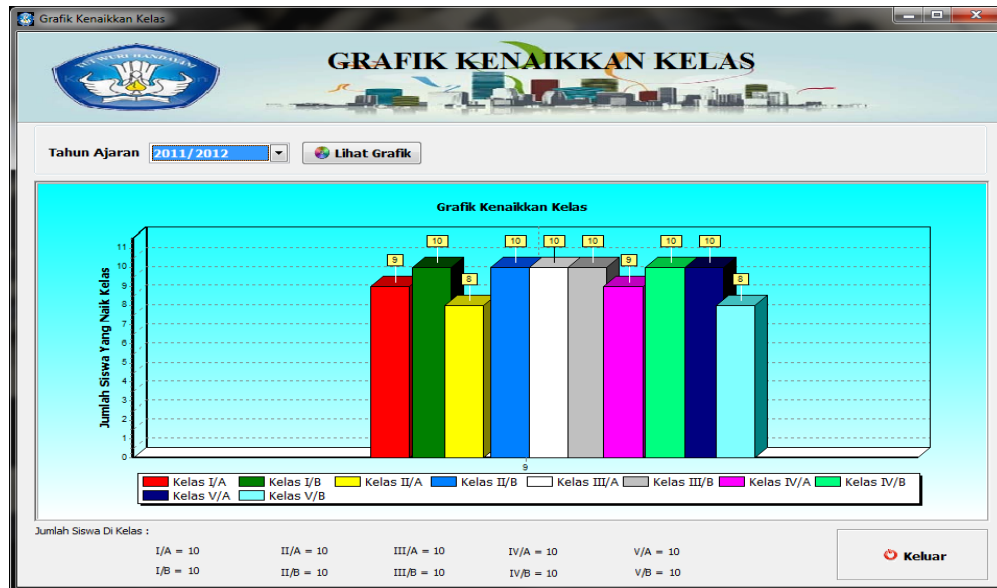 Grafik Kenaikkan Kelas
TUT WURI HANDAYANI
GRAFIK KENAIKKAN KELAS
Tahun Ajaran 2011/2012 Lihat Grafik
Grafik Kenaikkan Kelas
Jumlah Siswa Yang Naik Kelas
11
10
9
8
7
6
5
4
3
2
1
0
9 10 8 10 10 10 9 10 10 8
9
Kelas I/A Kelas I/B Kelas II/A Kelas II/B Kelas III/A Kelas III/B Kelas IV/A Kelas IV/B
Kelas V/A Kelas V/B
Jumlah Siswa Di Kelas :
I/A = 10 II/A = 10 III/A = 10 IV/A = 10 V/A = 10
I/B = 10 II/B = 10 III/B = 10 IV/B = 10 V/B = 10
Keluar